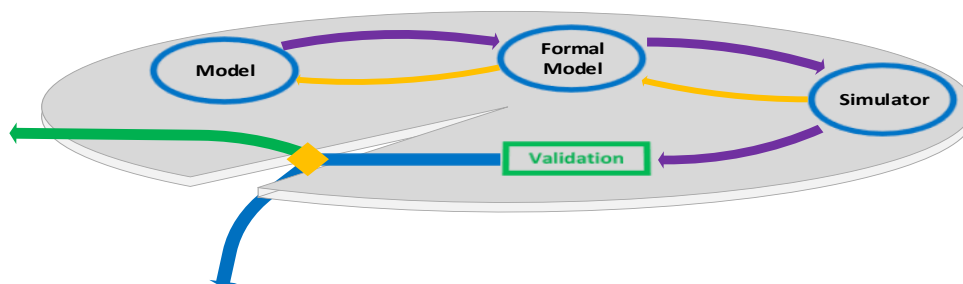 Model
Formal
Model
Simulator
Validation